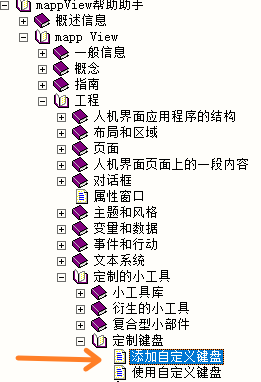 mappView帮助助手
概述信息
mapp View
一般信息
概念
指南
工程
人机界面应用程序的结构
布局和区域
页面
人机界面页面上的一段内容
对话框
属性窗口
主题和风格
变量和数据
事件和行动
文本系统
定制的小工具
小工具库
衍生的小工具
复合型小部件
定制键盘
添加自定义键盘
使用自定义键盘